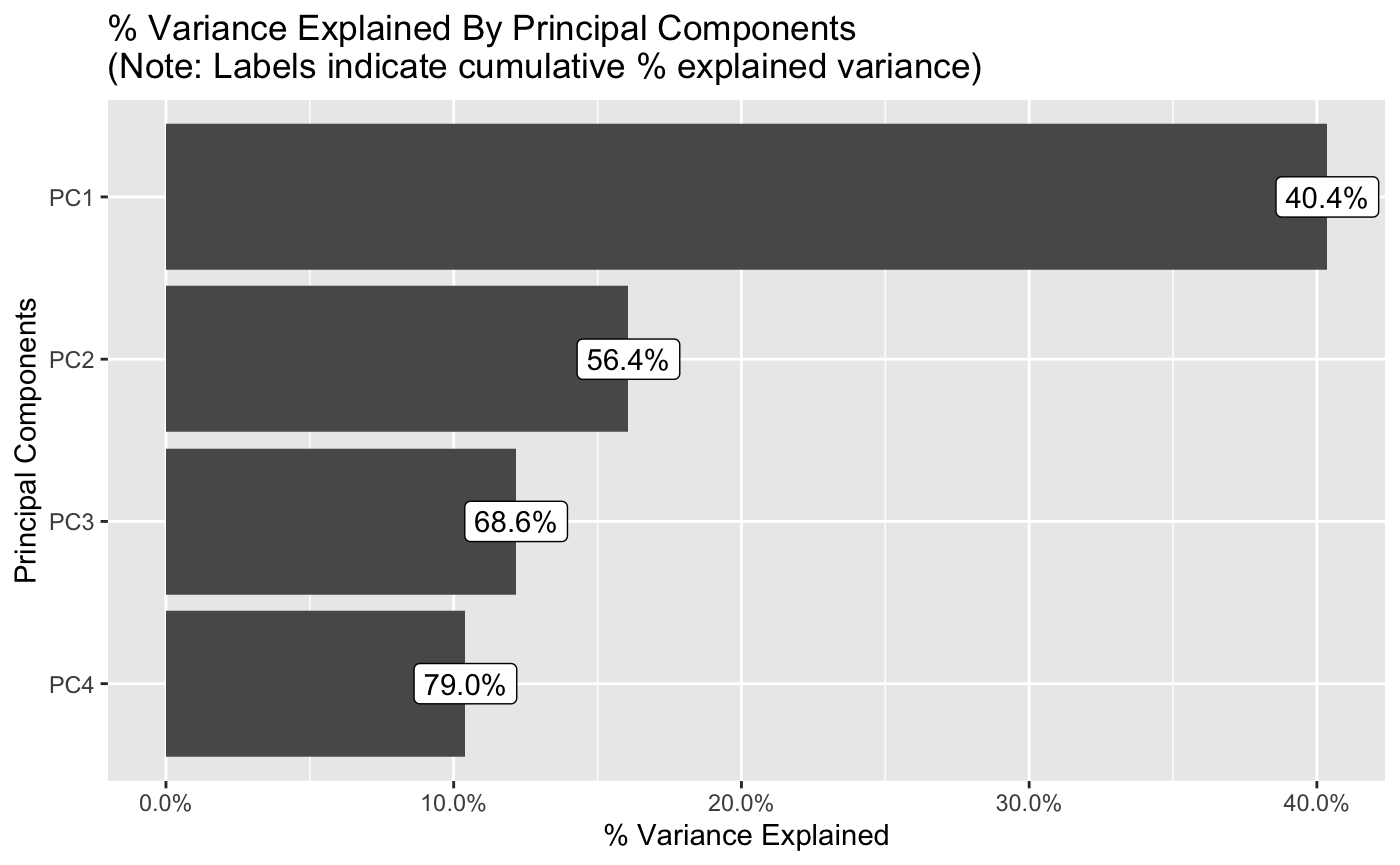 % Variance Explained By Principal Components
(Note: Labels indicate cumulative % explained variance)
Principal Components
PC1
40.4%
PC2
56.4%
PC3
68.6%
PC4
79.0%
0.0%
10.0%
20.0%
30.0%
40.0%
% Variance Explained